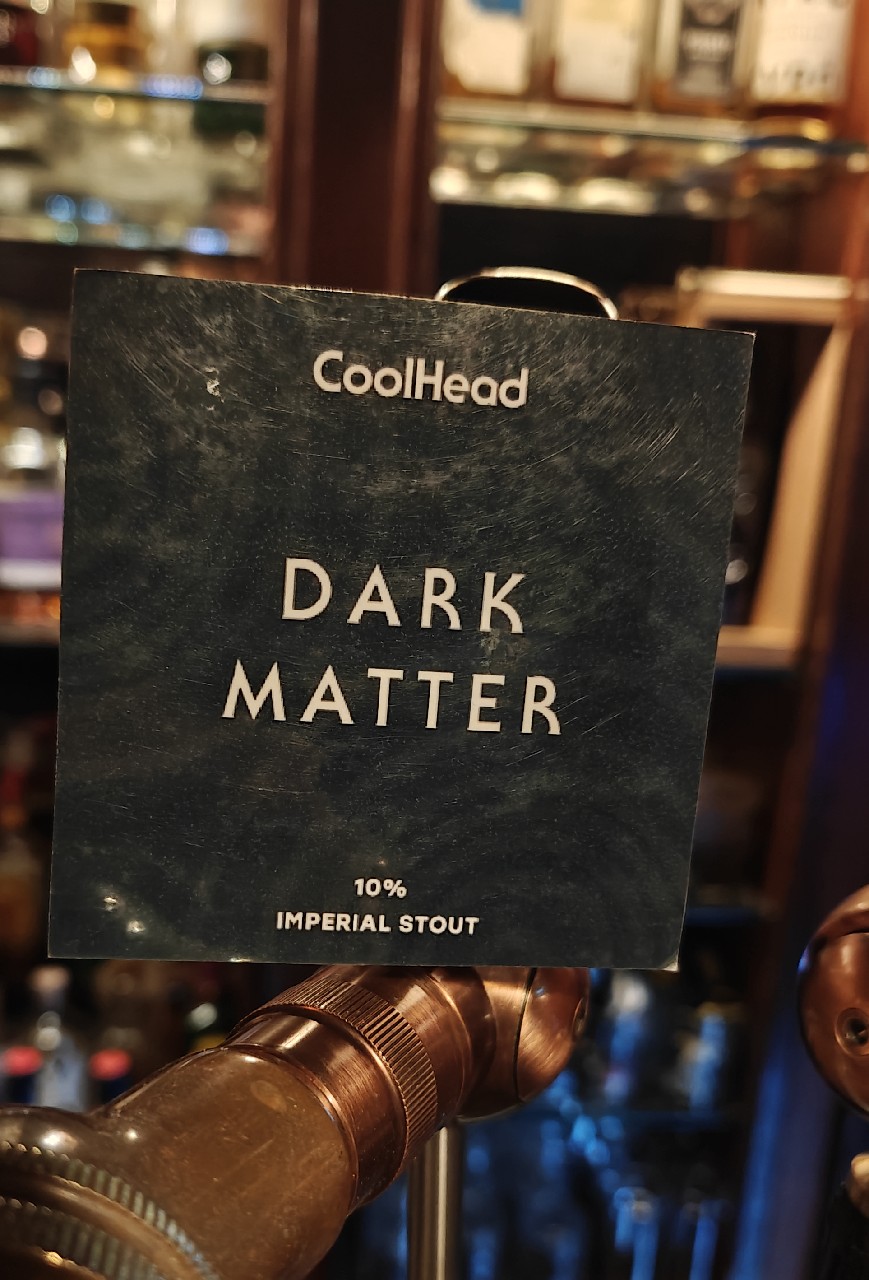 CoolHead
DARK
MATTER
10%
IMPERIAL STOUT